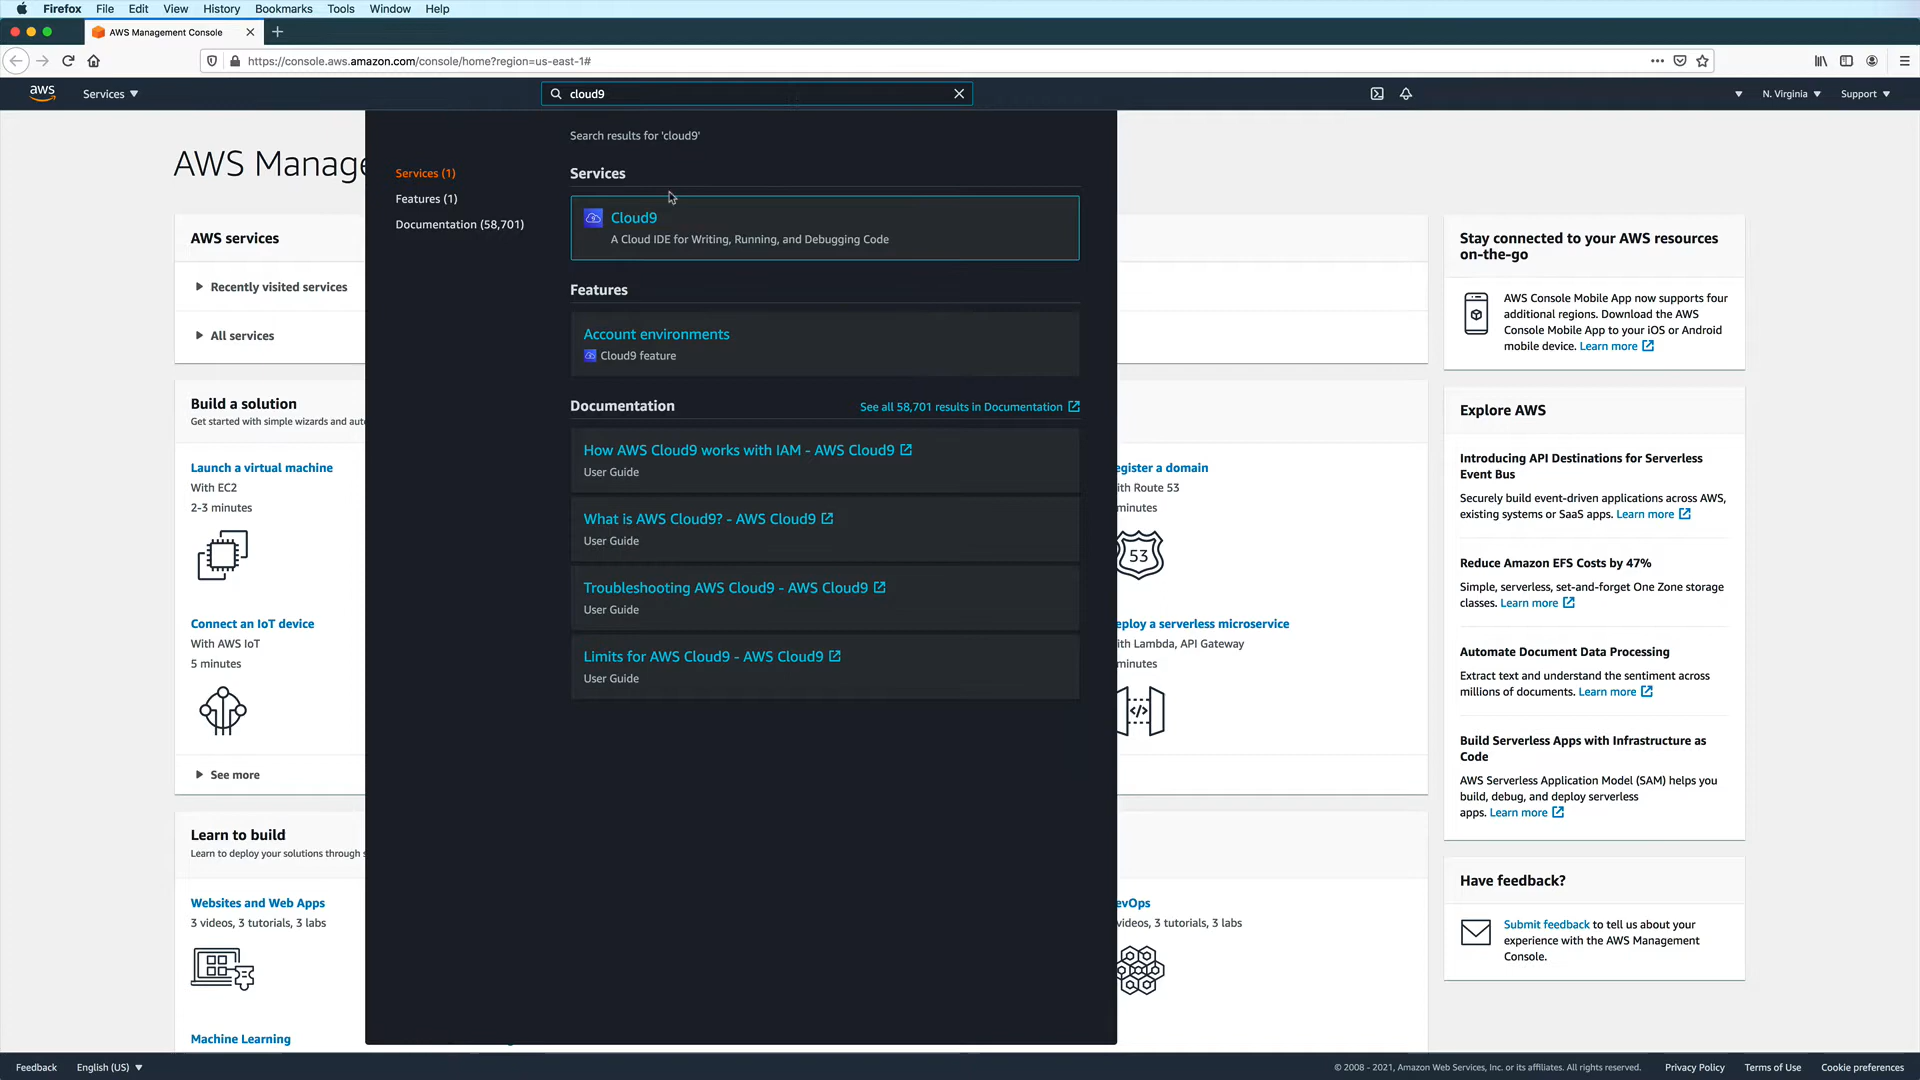 Firefox File Edit View History Bookmarks Tools Window Help
AWS Management Console
https://console.aws.amazon.com/console/home?region=us-east-1#
aws Services cloud9 N. Virginia Support
Search results for 'cloud9'
Services (1)
Features (1)
Documentation (58,701)
Services
Cloud9
A Cloud IDE for Writing, Running, and Debugging Code
Features
Account environments
Cloud9 feature
Documentation
See all 58,701 results in Documentation
How AWS Cloud9 works with IAM - AWS Cloud9
User Guide
What is AWS Cloud9? - AWS Cloud9
User Guide
Troubleshooting AWS Cloud9 - AWS Cloud9
User Guide
Limits for AWS Cloud9 - AWS Cloud9
User Guide
AWS Manage
AWS services
Recently visited services
All services
Build a solution
Get started with simple wizards and aut
Launch a virtual machine
With EC2
2-3 minutes
Connect an IoT device
With AWS IoT
5 minutes
See more
Learn to build
Learn to deploy your solutions through s
Websites and Web Apps
3 videos, 3 tutorials, 3 labs
Machine Learning
egister a domain
ith Route 53
minutes
53
eploy a serverless microservice
ith Lambda, API Gateway
minutes
</>
evOps
videos, 3 tutorials, 3 labs
Stay connected to your AWS resources
on-the-go
AWS Console Mobile App now supports four
additional regions. Download the AWS
Console Mobile App to your iOS or Android
mobile device. Learn more
Explore AWS
Introducing API Destinations for Serverless
Event Bus
Securely build event-driven applications across AWS,
existing systems or SaaS apps. Learn more
Reduce Amazon EFS Costs by 47%
Simple, serverless, set-and-forget One Zone storage
classes. Learn more
Automate Document Data Processing
Extract text and understand the sentiment across
millions of documents. Learn more
Build Serverless Apps with Infrastructure as
Code
AWS Serverless Application Model (SAM) helps you
build, debug, and deploy serverless
apps. Learn more
Have feedback?
Submit feedback to tell us about your
experience with the AWS Management
Console.
Feedback English (US) © 2008 - 2021, Amazon Web Services, Inc. or its affiliates. All rights reserved. Privacy Policy Terms of Use Cookie preferences